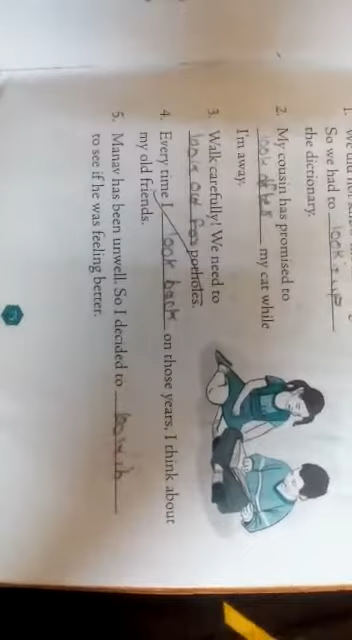 So we had to look it up
the dictionary.
2. My cousin has promised to
look after my cat while
I'm away.
3. Walk carefully! We need to
look out for potholes.
4. Every time I look back on those years, I think about
my old friends.
5. Manav has been unwell. So I decided to look in
to see if he was feeling better.